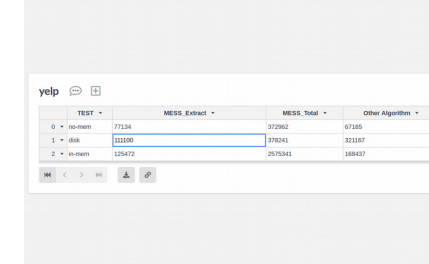 yelp
TEST MESS_Extract MESS_Total Other Algorithm
0 no-mem 77134 372962 67185
1 disk 111100 378241 321167
2 in-mem 125472 2575341 168437